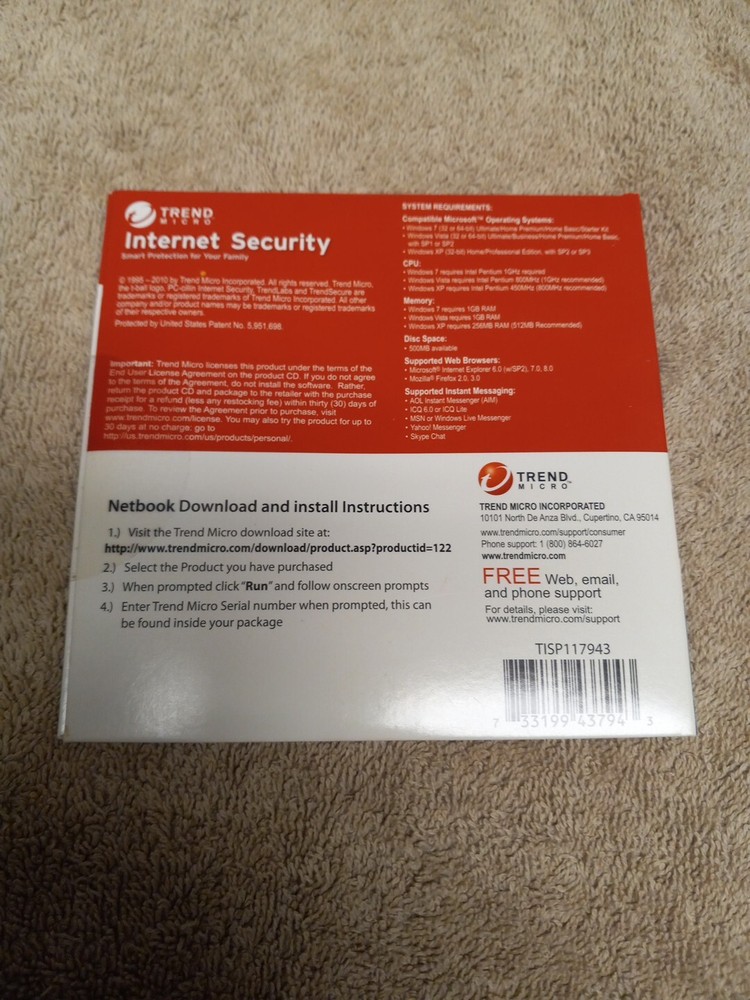 TREND
MICRO
Internet Security
Smart Protection for Your Family
© 1995 – 2010 by Trend Micro Incorporated. All rights reserved. Trend Micro,
the t-ball logo, PC-cillin Internet Security, TrendLabs and TrendSecure are
trademarks or registered trademarks of Trend Micro Incorporated. All other
company and/or product names may be trademarks or registered trademarks
of their respective owners.
Protected by United States Patent No. 5,951,698.
Important: Trend Micro licenses this product under the terms of the
End User License Agreement on the product CD. If you do not agree
to the terms of the Agreement, do not install the software. Rather,
return the product CD and package to the retailer with the purchase
receipt for a refund (less any restocking fee) within thirty (30) days of
purchase. To review the Agreement prior to purchase, visit
www.trendmicro.com/license. You may also try the product for up to
30 days at no charge: go to
http://us.trendmicro.com/us/products/personal/.
SYSTEM REQUIREMENTS:
Compatible Microsoft™ Operating Systems:
• Windows 7 (32 or 64-bit) Ultimate/Home Premium/Home Basic/Starter Kit
• Windows Vista (32 or 64-bit) Ultimate/Business/Home Premium/Home Basic,
with SP1 or SP2
• Windows XP (32-bit) Home/Professional Edition, with SP2 or SP3
CPU:
• Windows 7 requires Intel Pentium 1GHz required
• Windows Vista requires Intel Pentium 800MHz (1GHz recommended)
• Windows XP requires Intel Pentium 450MHz (800MHz recommended)
Memory:
• Windows 7 requires 1GB RAM
• Windows Vista requires 1GB RAM
• Windows XP requires 256MB RAM (512MB Recommended)
Disc Space:
• 500MB available
Supported Web Browsers:
• Microsoft® Internet Explorer 6.0 (w/SP2), 7.0, 8.0
• Mozilla® Firefox 2.0, 3.0
Supported Instant Messaging:
• AOL Instant Messenger (AIM)
• ICQ 6.0 or ICQ Lite
• MSN or Windows Live Messenger
• Yahoo! Messenger
• Skype Chat
Netbook Download and install Instructions
1.) Visit the Trend Micro download site at:
http://www.trendmicro.com/download/product.asp?productid=122
2.) Select the Product you have purchased
3.) When prompted click "Run" and follow onscreen prompts
4.) Enter Trend Micro Serial number when prompted, this can
be found inside your package
TREND
MICRO™
TREND MICRO INCORPORATED
10101 North De Anza Blvd., Cupertino, CA 95014
www.trendmicro.com/support/consumer
Phone support: 1 (800) 864-6027
www.trendmicro.com
FREE Web, email,
and phone support
For details, please visit:
www.trendmicro.com/support
TISP117943
7 33199 43794 3